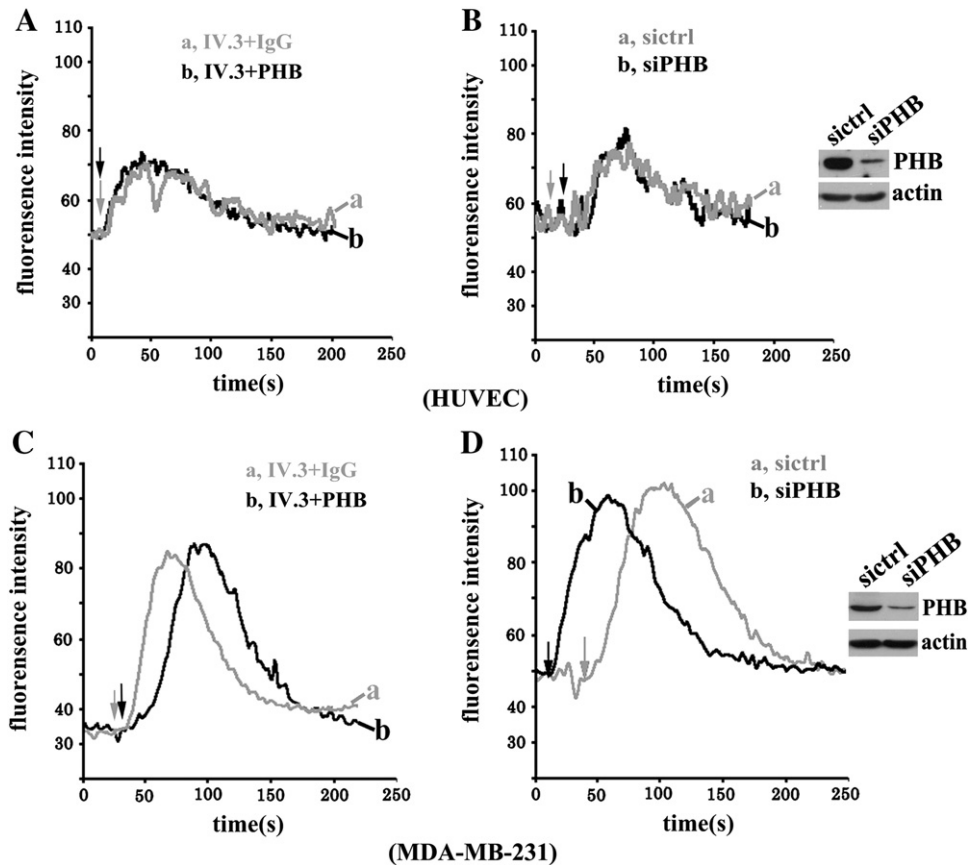 A
110
100
80
60
40
30
fluorensence intensity
a, IV.3+IgG
b, IV.3+PHB
a
b
0 50 100 150 200 250
time(s)
B
110
100
80
60
40
30
fluorensence intensity
a, sictrl
b, siPHB
a
b
0 50 100 150 200 250
time(s)
sictrl siPHB
PHB
actin
(HUVEC)
C
110
100
80
60
40
30
fluorensence intensity
a, IV.3+IgG
b, IV.3+PHB
a
b
0 50 100 150 200 250
time(s)
D
110
100
80
60
40
30
fluorensence intensity
a, sictrl
b, siPHB
b
a
0 50 100 150 200 250
time(s)
sictrl siPHB
PHB
actin
(MDA-MB-231)